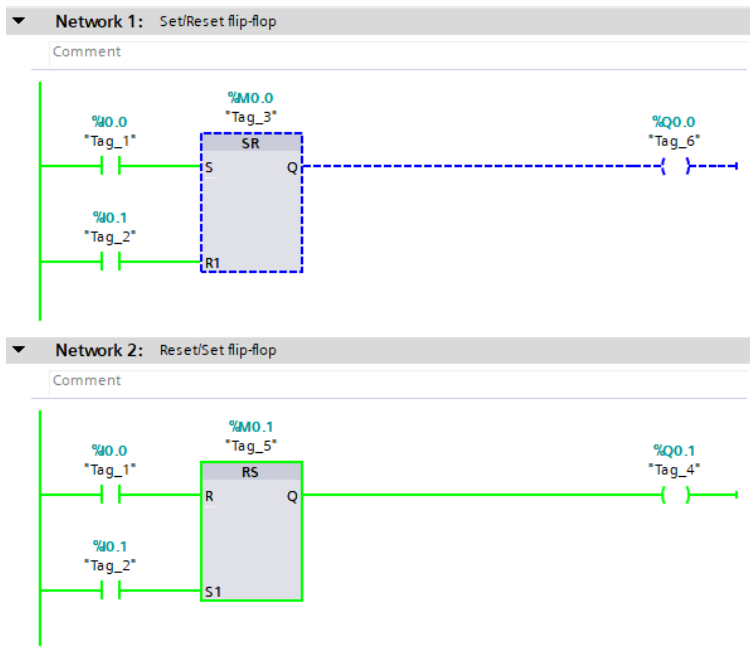 Network 1: Set/Reset flip-flop
Comment
%M0.0
"Tag_3"
%I0.0
"Tag_1"
SR
%Q0.0
"Tag_6"
S
Q
%I0.1
"Tag_2"
R1
Network 2: Reset/Set flip-flop
Comment
%M0.1
"Tag_5"
%I0.0
"Tag_1"
RS
%Q0.1
"Tag_4"
R
Q
%I0.1
"Tag_2"
S1